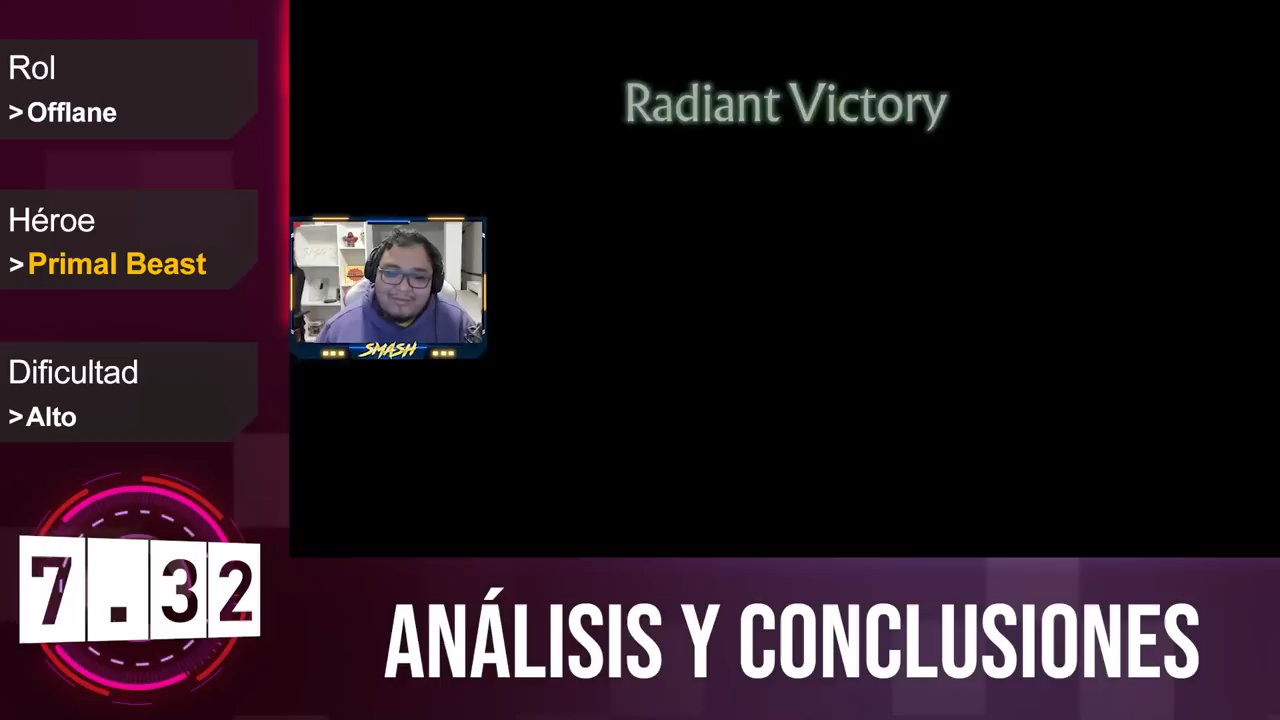 Rol
>Offlane
Héroe
>Primal Beast
Dificultad
>Alto
7.32
Radiant Victory
SMASH
ANÁLISIS Y CONCLUSIONES